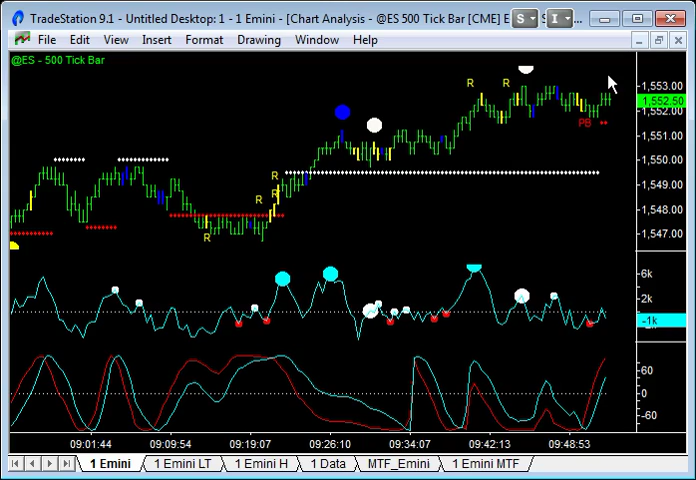 TradeStation 9.1 - Untitled Desktop: 1 - 1 Emini - [Chart Analysis - @ES 500 Tick Bar [CME] E
S
I
File Edit View Insert Format Drawing Window Help
@ES - 500 Tick Bar
R R
1,553.00
1,552.50
1,552.00
PB
1,551.00
1,550.00
R
R
R
1,549.00
1,548.00
R
1,547.00
6k
2k
-1k
60
0
-60
09:01:44 09:09:54 09:19:07 09:26:10 09:34:07 09:42:13 09:48:53
1 Emini 1 Emini LT 1 Emini H 1 Data MTF_Emini 1 Emini MTF